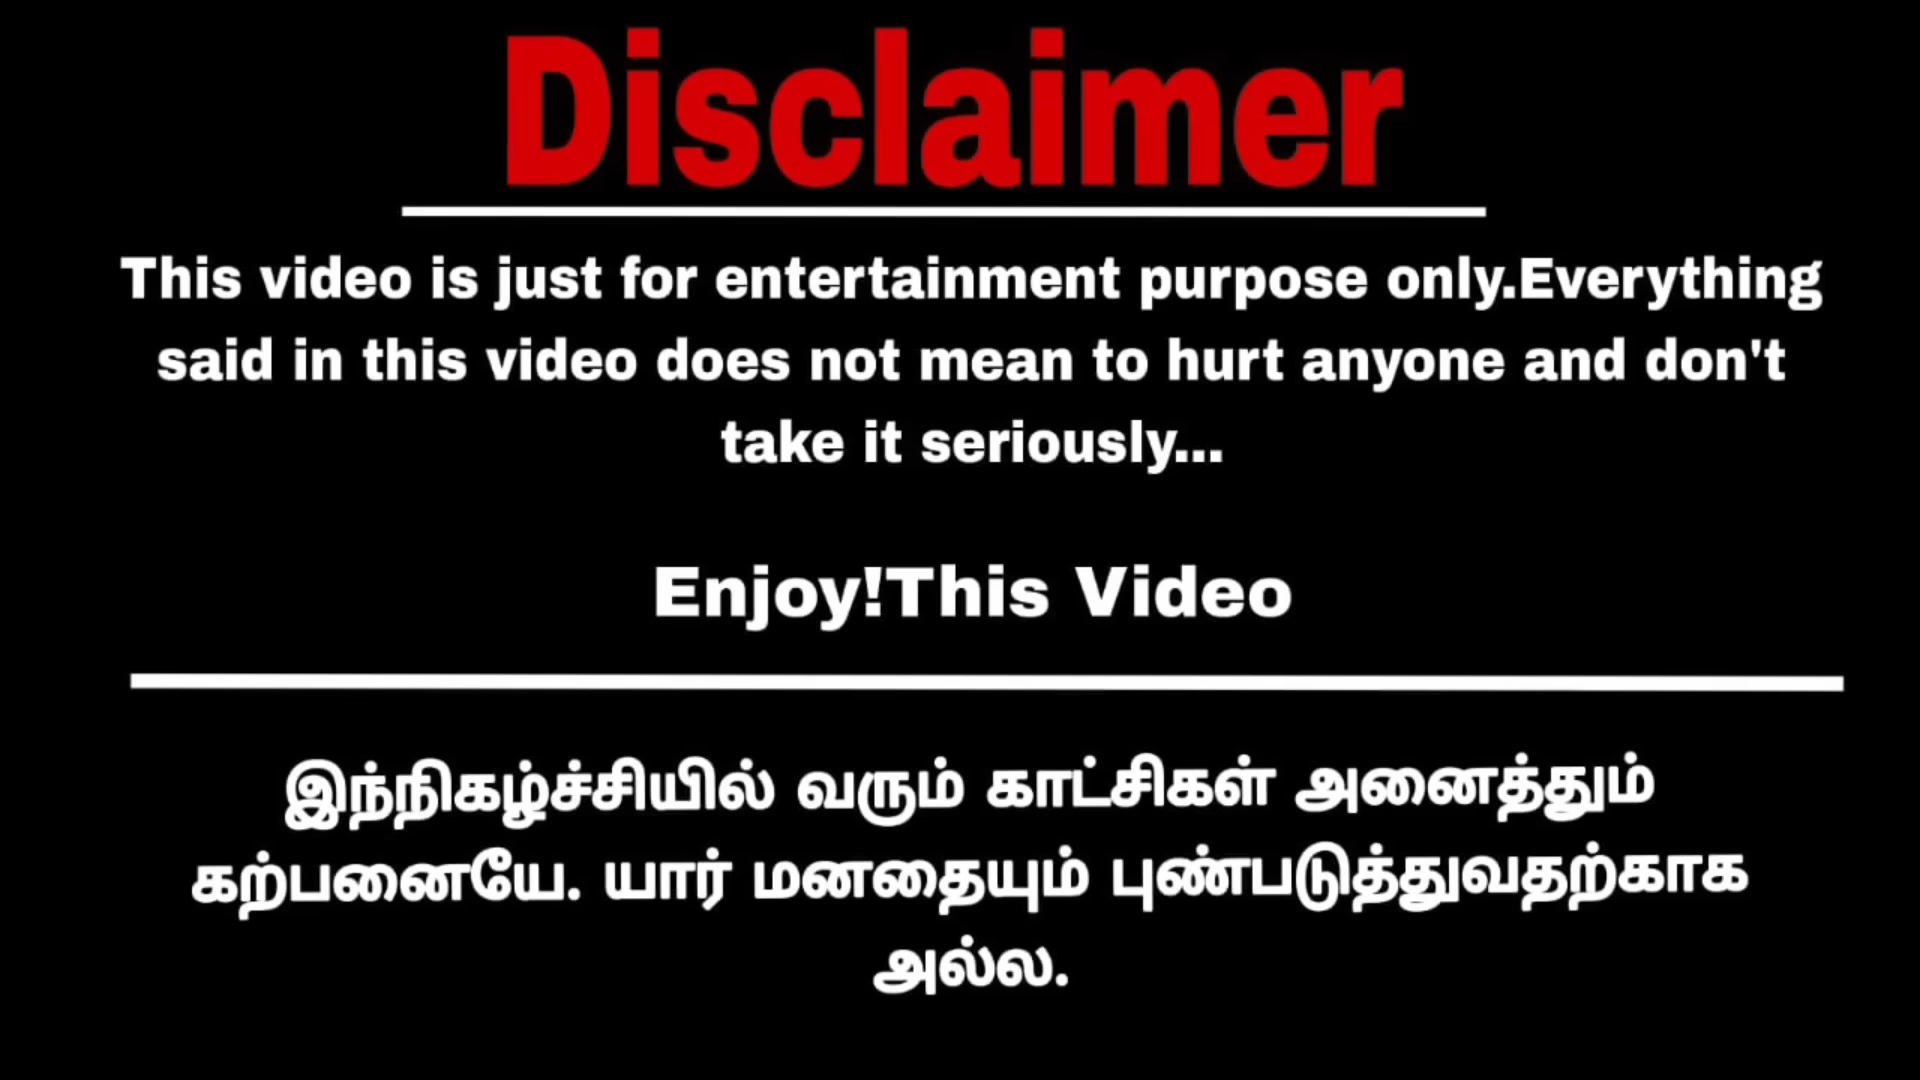 Disclaimer
This video is just for entertainment purpose only.Everything
said in this video does not mean to hurt anyone and don't
take it seriously...
Enjoy!This Video
இந்நிகழ்ச்சியில் வரும் காட்சிகள் அனைத்தும்
கற்பனையே. யார் மனதையும் புண்படுத்துவதற்காக
அல்ல.